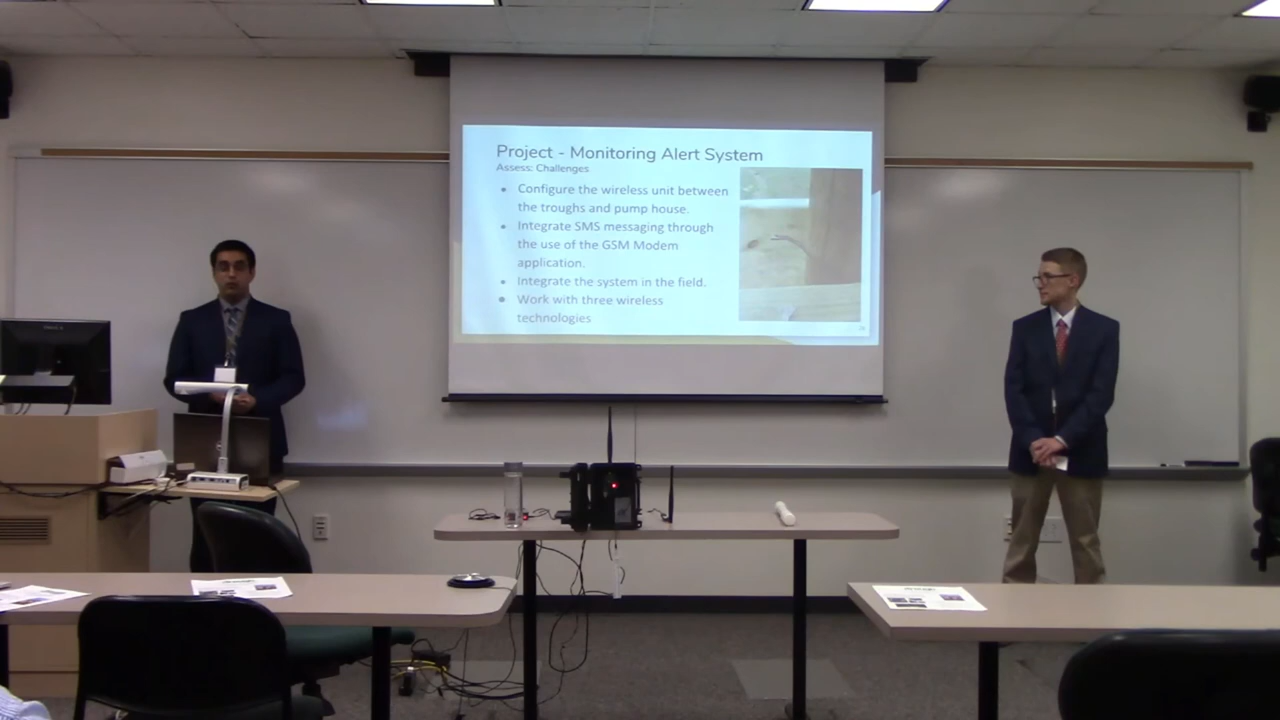 Project - Monitoring Alert System
Assess: Challenges
• Configure the wireless unit between
the troughs and pump house.
• Integrate SMS messaging through
the use of the GSM Modem
application.
• Integrate the system in the field.
• Work with three wireless
technologies